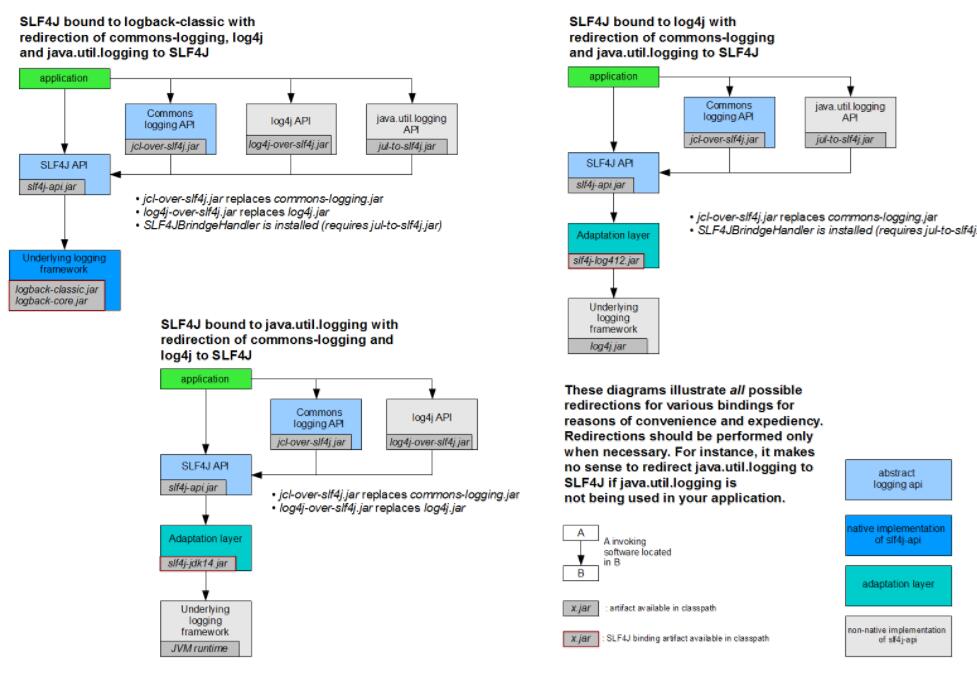 SLF4J bound to logback-classic with
redirection of commons-logging, log4j
and java.util.logging to SLF4J
application
Commons
logging API
jcl-over-slf4j.jar
log4j API
log4j-over-slf4j.jar
java.util.logging
API
jul-to-slf4j.jar
SLF4J API
slf4j-api.jar
• jcl-over-slf4j.jar replaces commons-logging.jar
• log4j-over-slf4j.jar replaces log4j.jar
• SLF4JBrindgeHandler is installed (requires jul-to-slf4j.jar)
Underlying logging
framework
logback-classic.jar
logback-core.jar
SLF4J bound to log4j with
redirection of commons-logging
and java.util.logging to SLF4J
application
Commons
logging API
jcl-over-slf4j.jar
java.util.logging
API
jul-to-slf4j.jar
SLF4J API
slf4j-api.jar
• jcl-over-slf4j.jar replaces commons-logging.jar
• SLF4JBrindgeHandler is installed (requires jul-to-slf4j.
Adaptation layer
slf4j-log412.jar
Underlying
logging
framework
log4j.jar
SLF4J bound to java.util.logging with
redirection of commons-logging and
log4j to SLF4J
application
Commons
logging API
jcl-over-slf4j.jar
log4j API
log4j-over-slf4j.jar
SLF4J API
slf4j-api.jar
• jcl-over-slf4j.jar replaces commons-logging.jar
• log4j-over-slf4j.jar replaces log4j.jar
Adaptation layer
slf4j-jdk14.jar
Underlying
logging
framework
JVM runtime
These diagrams illustrate all possible
redirections for various bindings for
reasons of convenience and expediency.
Redirections should be performed only
when necessary. For instance, it makes
no sense to redirect java.util.logging to
SLF4J if java.util.logging is
not being used in your application.
A
A invoking
software located
in B
B
x.jar : artifact available in classpath
x.jar : SLF4J binding artifact available in classpath
abstract
logging api
native implementation
of slf4j-api
adaptation layer
non-native implementation
of slf4j-api